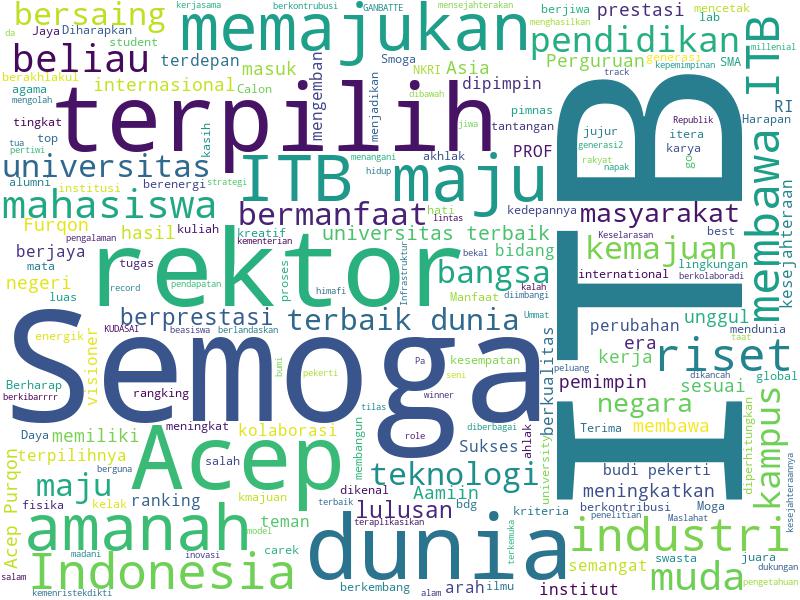 bersaing
kerjasama
berkontrubusi
GANBATTE
mensejahterakan
berjiwa
mencetak
da
Jaya
Diharapkan
memajukan
menghasilkan
prestasi
lab
student
pendidikan
millenial
ITB
beliau
terdepan
Smoga
NKRI
Asia
Perguruan
generasi
kepemimpinan
SMA
berakhlakul
internasional
masuk
mengemban
menjadikan
dipimpin
track
agama
Calon
mengolah
terpilih
dibawah
pimnas
RI
tingkat
top
kasih
jiwa
tantangan
jujur
Republik
itera
Harapan
tua
pertiwi
menangani
akhlak
PROF
generasi2
karya
universitas
ITB
maju
hidup
rakyat
napak
go
alumni
institusi
berenergi
strategi
membawa
kesejahteraan
mahasiswa
bermanfaat
hati
kedepannya
masyarakat
lintas
Furqon
hasil
kuliah
kreatif
universitas terbaik
Keselarasan
best
pengalaman
kementerian
berjaya
rektor
bekal
bidang
kemajuan
lingkungan
mata
tugas
proses
Infrastruktur
bangsa
international
berkolaboradi
negeri
pendapatan
kalah
luas
record
himafi
Manfaat
diimbangi
unggul
berprestasi
terbaik dunia
Ummat
perubahan
mendunia
KUDASAI
beasiswa
berlandaskan
era
taat
energik
visioner
Semoga
Pa
kesempatan
berkualitas
peluang
kerja
riset
bumi
pekerti
seni
pemimpin
dikancah
sesuai
global
Berharap
berkibarrrr
rangking
winner
negara
tilas
ITB
Daya
meningkat
kolaborasi
role
diberbagai
ahlak
Terima
membawa
memiliki
Acep
salah
membangun
Sukses
kampus
diperhitungkan
terpilihnya
berguna
teknologi
university
budi pekerti
Acep Purqon
maju
dikenal
Aamiin
meningkatkan
kesejahteraannya
fisika
kelak
ranking
kmajuan
terbaik
lulusan
bdg
kriteria
berkontribusi
Moga
amanah
teman
teraplikasikan
penelitian
Maslahat
model
dunia
terkemuka
industri
madani
inovasi
carek
semangat
swasta
juara
dukungan
salam
Indonesia
berkembang
arah
ilmu
institut
muda
pengetahuan
kemenristekdikti
alam